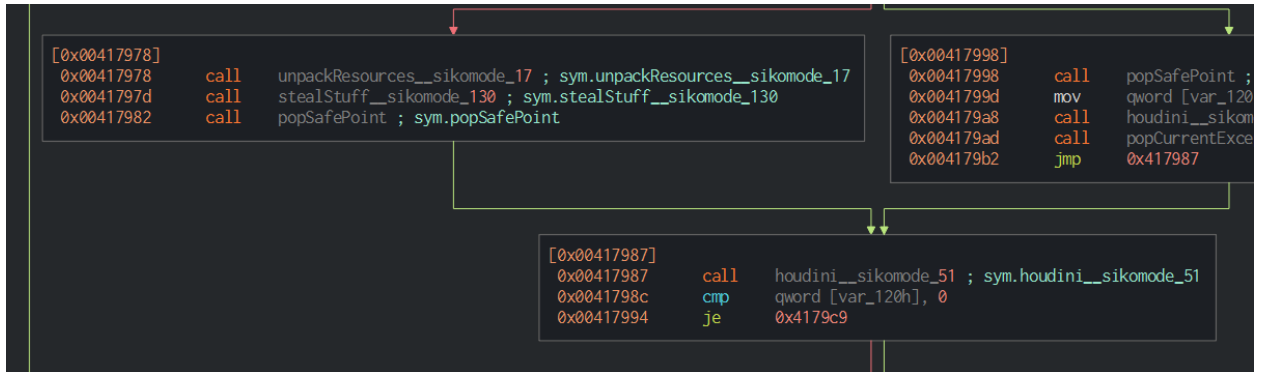 [0x00417978]
0x00417978 call unpackResources__sikomode_17 ; sym.unpackResources__sikomode_17
0x0041797d call stealStuff__sikomode_130 ; sym.stealStuff__sikomode_130
0x00417982 call popSafePoint ; sym.popSafePoint
[0x00417998]
0x00417998 call popSafePoint ;
0x0041799d mov qword [var_120
0x004179a8 call houdini__sikom
0x004179ad call popCurrentExce
0x004179b2 jmp 0x417987
[0x00417987]
0x00417987 call houdini__sikomode_51 ; sym.houdini__sikomode_51
0x0041798c cmp qword [var_120h], 0
0x00417994 je 0x4179c9